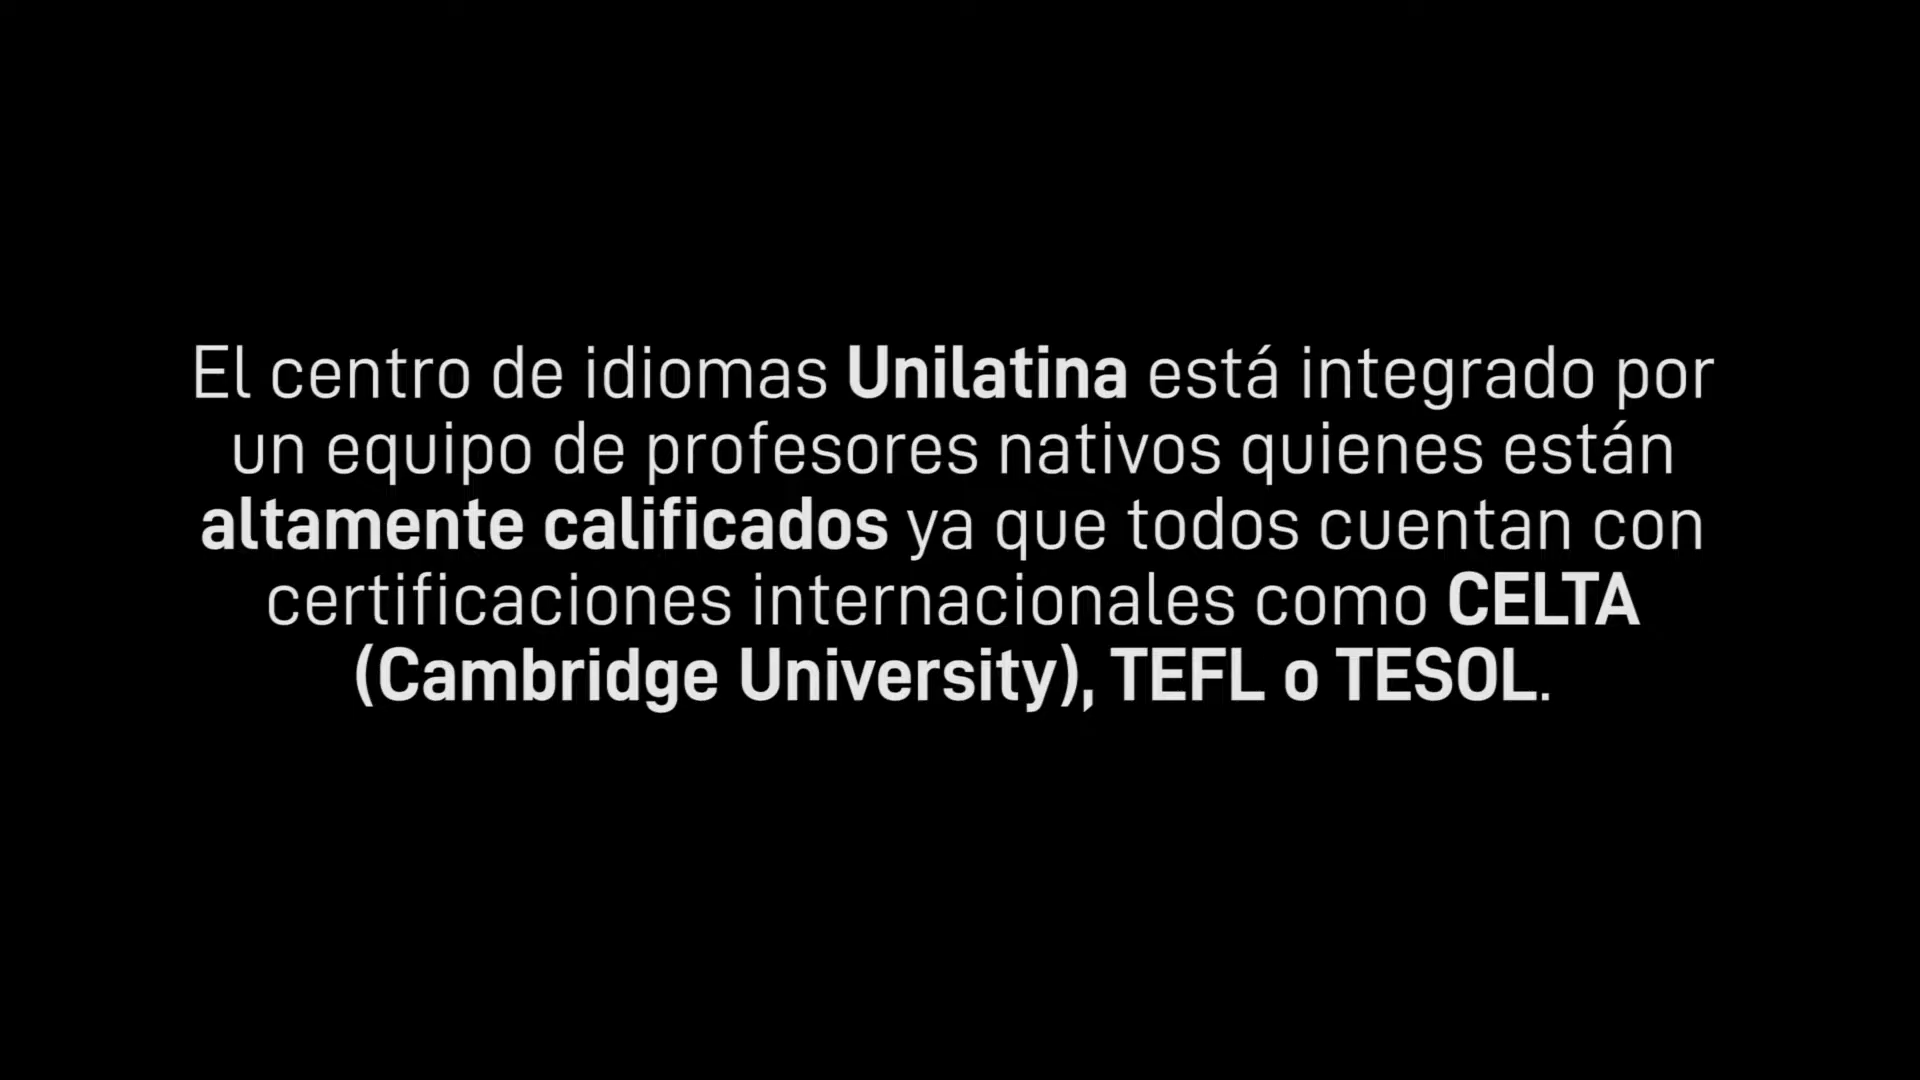 El centro de idiomas Unilatina está integrado por
un equipo de profesores nativos quienes están
altamente calificados ya que todos cuentan con
certificaciones internacionales como CELTA
(Cambridge University), TEFL o TESOL.